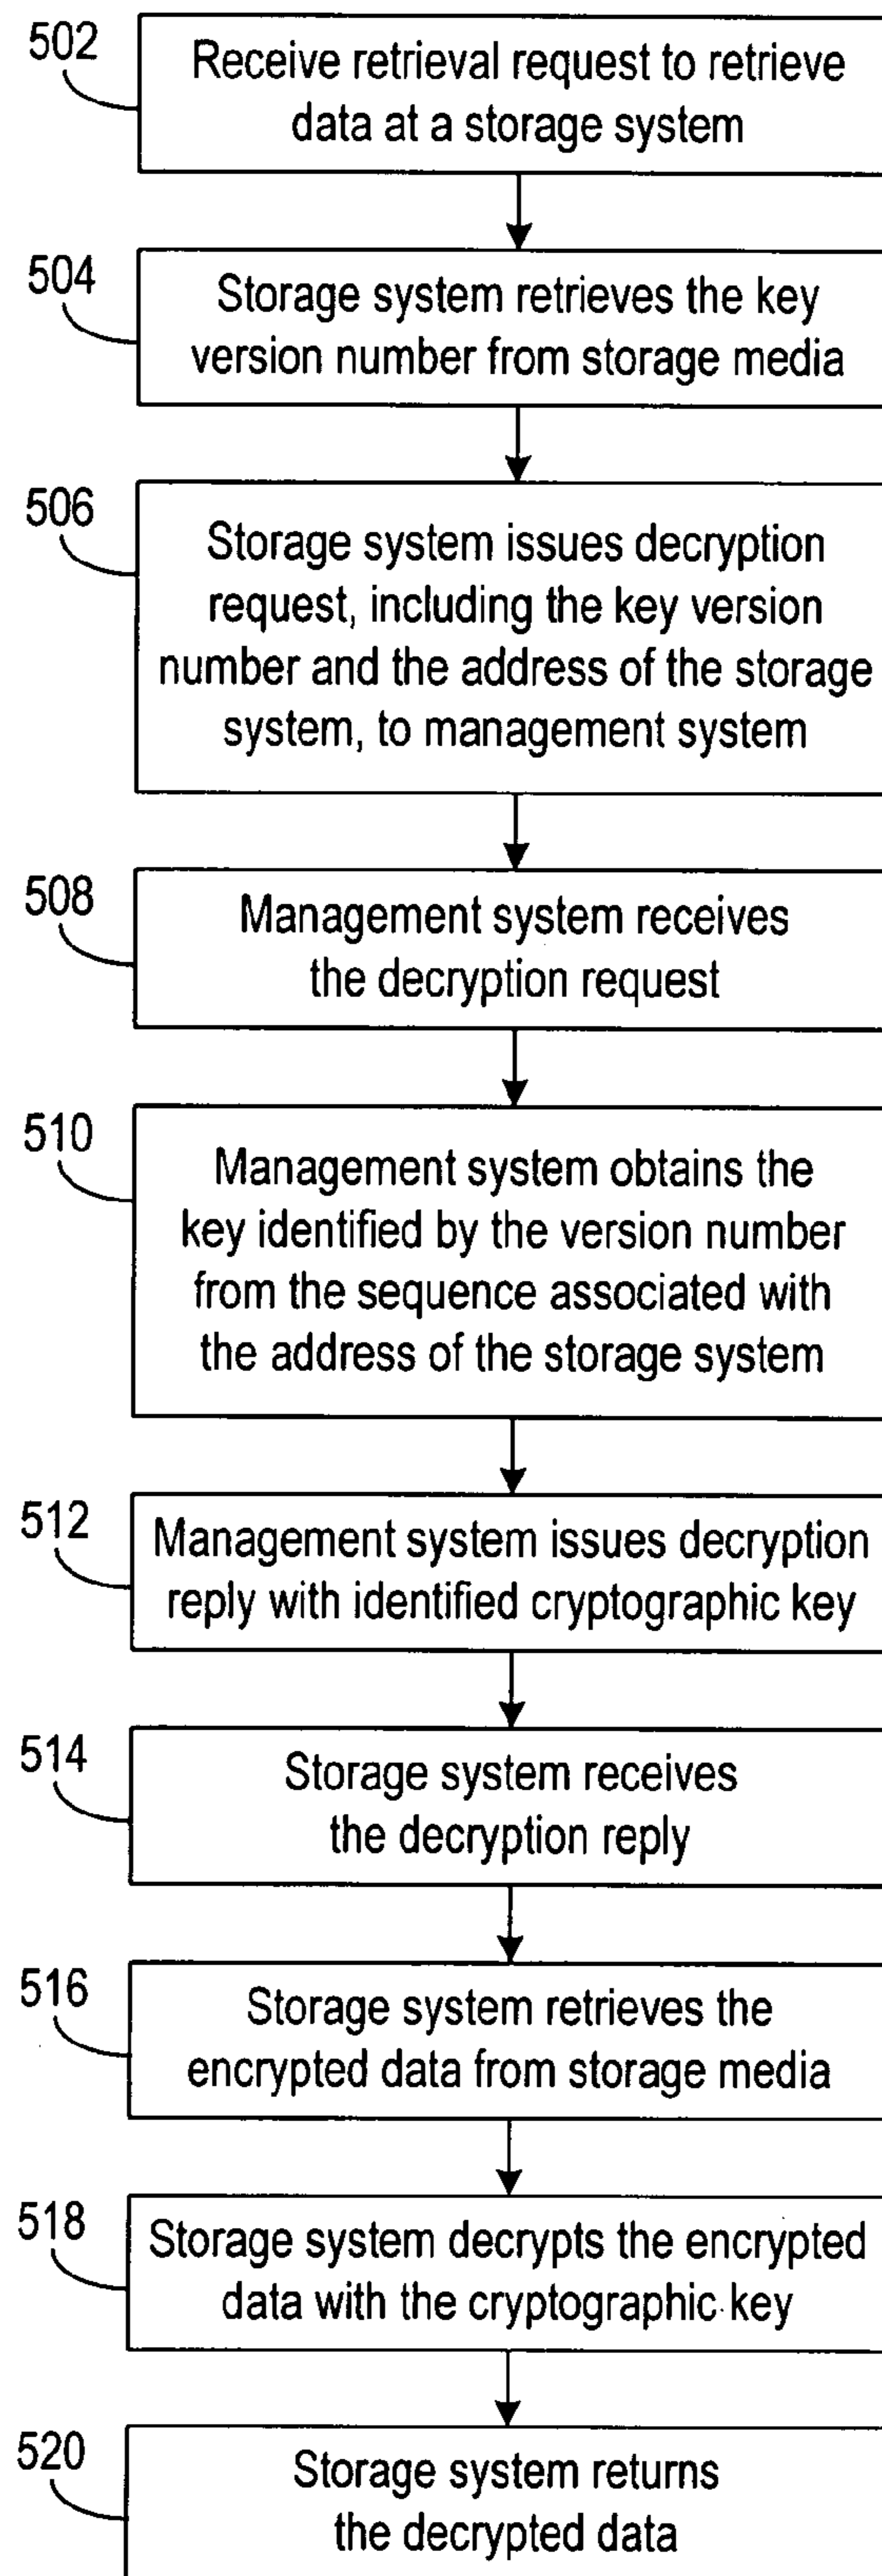 502
Receive retrieval request to retrieve
data at a storage system
504
Storage system retrieves the key
version number from storage media
506
Storage system issues decryption
request, including the key version
number and the address of the storage
system, to management system
508
Management system receives
the decryption request
510
Management system obtains the
key identified by the version number
from the sequence associated with
the address of the storage system
512
Management system issues decryption
reply with identified cryptographic key
514
Storage system receives
the decryption reply
516
Storage system retrieves the
encrypted data from storage media
518
Storage system decrypts the encrypted
data with the cryptographic key
520
Storage system returns
the decrypted data